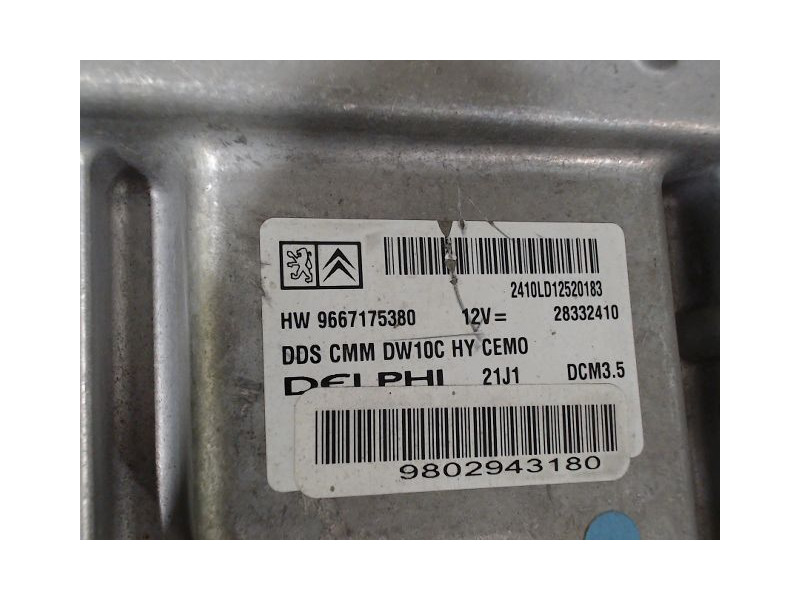 2410LD12520183
HW 9667175380 12V= 28332410
DDS CMM DW10C HY CEMO
DELPHI 21J1 DCM3.5
9802943180